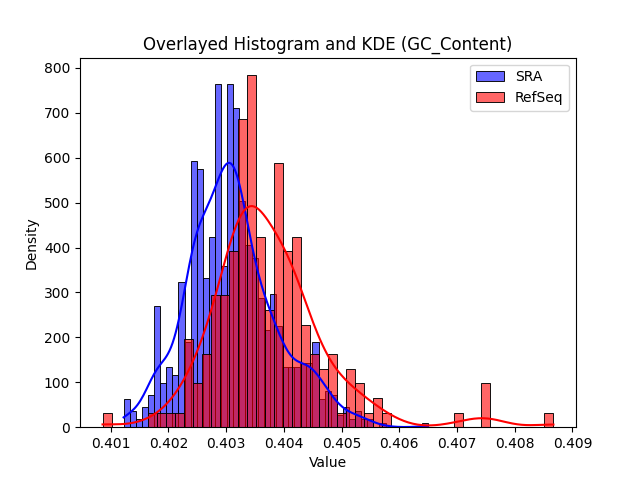 Overlayed Histogram and KDE (GC_Content)
SRA
RefSeq
Density
800
700
600
500
400
300
200
100
0
0.401 0.402 0.403 0.404 0.405 0.406 0.407 0.408 0.409
Value